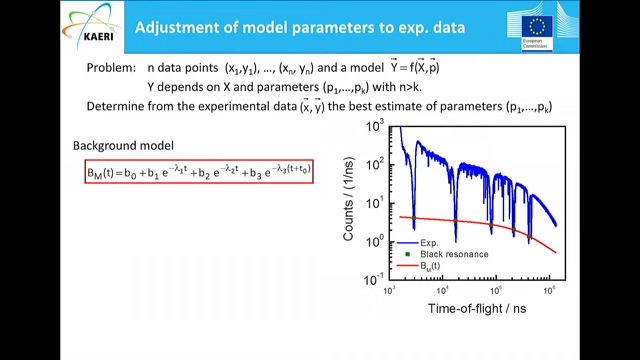 KAERI
Adjustment of model parameters to exp. data
European
Commission
Problem: n data points (x₁,y₁), ..., (xₙ, yₙ) and a model Y⃗ = f(X⃗,p⃗)
Y depends on X and parameters (p₁,...,pₖ) with n>k.
Determine from the experimental data (x⃗, y⃗) the best estimate of parameters (p₁,...,pₖ)
Background model
B_M(t) = b₀ + b₁ e^(−λ₁t) + b₂ e^(−λ₂t) + b₃ e^(−λ₃(t+t₀))
Counts / (1/ns)
10³
10²
10¹
10⁰
10⁻¹
Exp.
Black resonance
B_M(t)
10³ 10⁴ 10⁵ 10⁶
Time-of-flight / ns